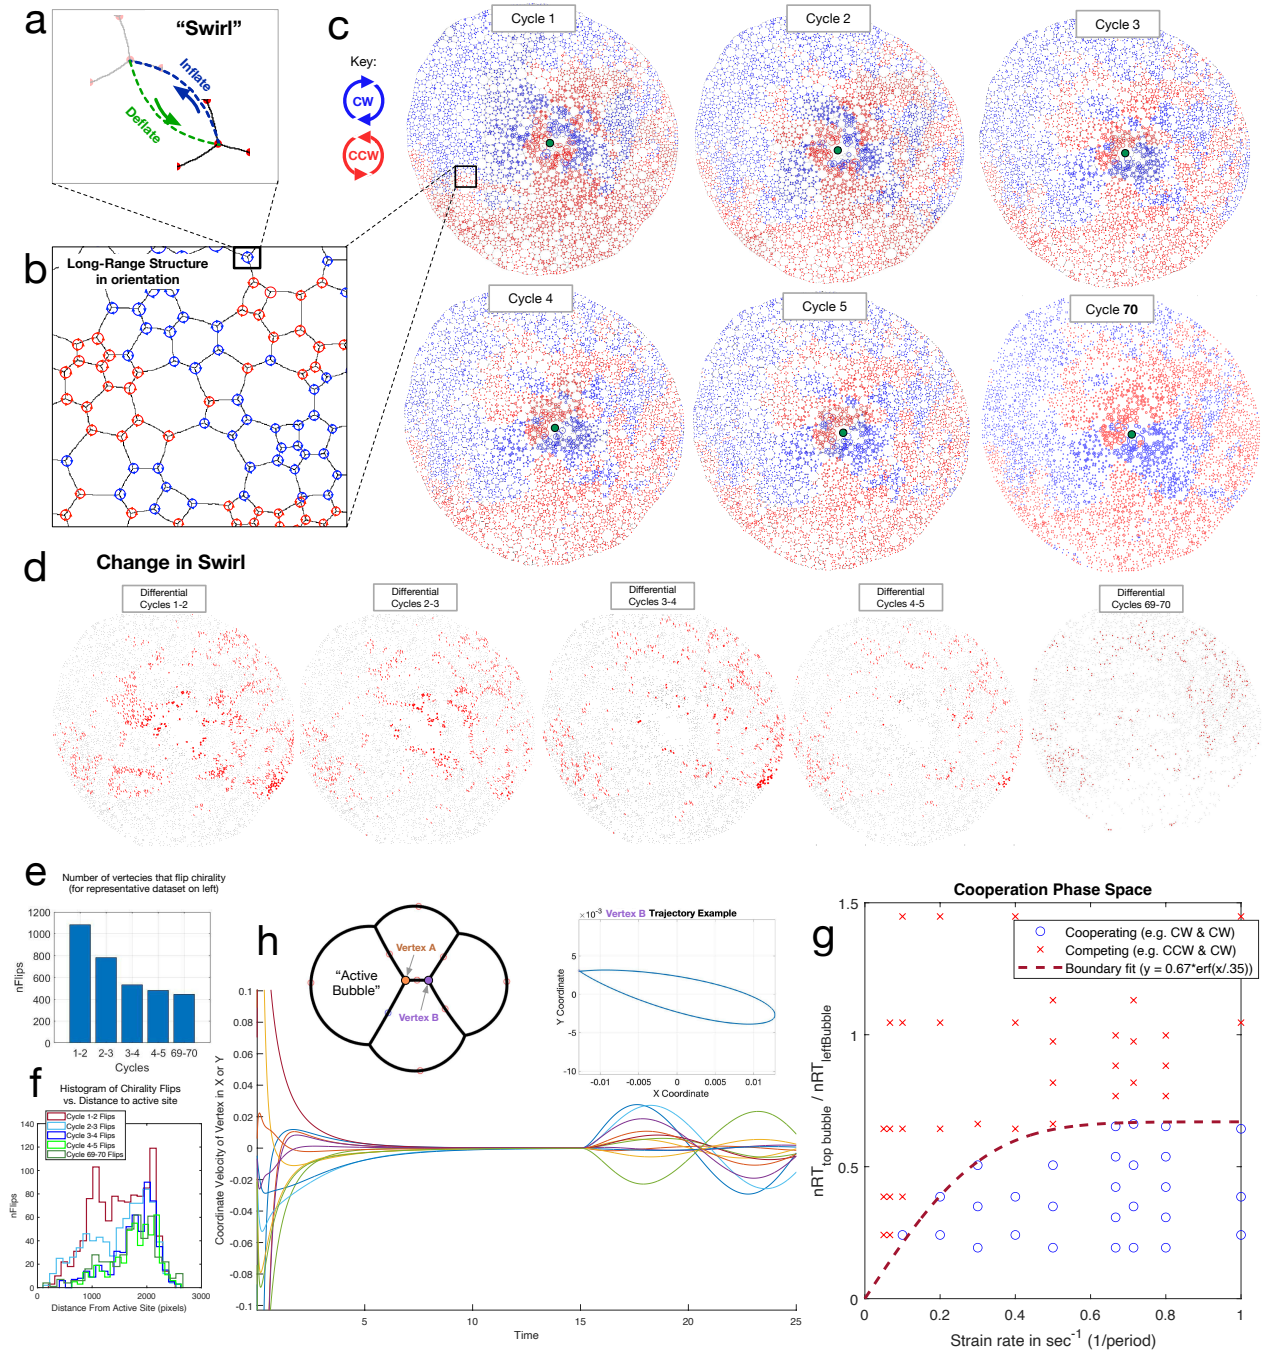 a
"Swirl"
Inflate
Deflate
Key:
CW
CCW
b
Long-Range Structure
in orientation
c
Cycle 1
Cycle 2
Cycle 3
Cycle 4
Cycle 5
Cycle 70
d
Change in Swirl
Differential
Cycles 1-2
Differential
Cycles 2-3
Differential
Cycles 3-4
Differential
Cycles 4-5
Differential
Cycles 69-70
e
Number of vertecies that flip chirality
(for representative dataset on left)
nFlips
1200
1000
800
600
400
200
0
1-2
2-3
3-4
4-5
69-70
Cycles
f
Histogram of Chirality Flips
vs. Distance to active site
Cycle 1-2 Flips
Cycle 2-3 Flips
Cycle 3-4 Flips
Cycle 4-5 Flips
Cycle 69-70 Flips
nFlips
140
120
100
80
60
40
20
0
0
1000
2000
3000
Distance From Active Site (pixels)
h
"Active
Bubble"
Vertex A
Vertex B
Coordinate Velocity of Vertex in X or Y
0.1
0.08
0.06
0.04
0.02
0
-0.02
-0.04
-0.06
-0.08
-0.1
5
10
15
20
25
Time
×10⁻³
Vertex B Trajectory Example
Y Coordinate
5
0
-5
-10
-0.01
-0.005
0
0.005
0.01
X Coordinate
g
Cooperation Phase Space
Cooperating (e.g. CW & CW)
Competing (e.g. CCW & CW)
Boundary fit (y = 0.67*erf(x/.35))
nRT top bubble / nRT leftBubble
1.5
1
0.5
0
0
0.2
0.4
0.6
0.8
1
Strain rate in sec⁻¹ (1/period)